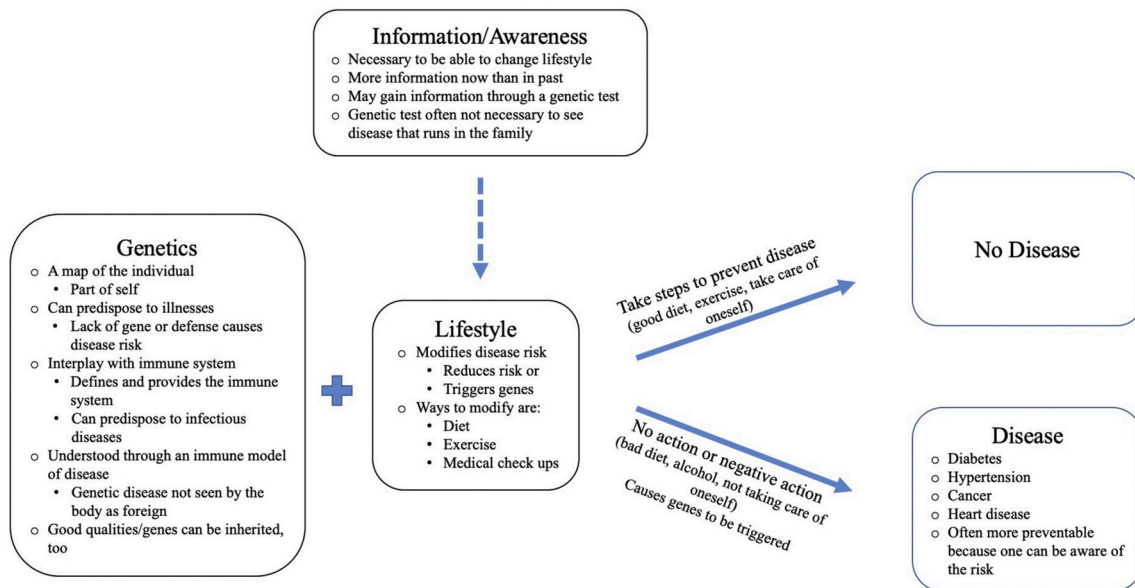 Information/Awareness
o Necessary to be able to change lifestyle
o More information now than in past
o May gain information through a genetic test
o Genetic test often not necessary to see
disease that runs in the family
Genetics
o A map of the individual
• Part of self
o Can predispose to illnesses
• Lack of gene or defense causes
disease risk
o Interplay with immune system
• Defines and provides the immune
system
• Can predispose to infectious
diseases
o Understood through an immune model
of disease
• Genetic disease not seen by the
body as foreign
o Good qualities/genes can be inherited,
too
Lifestyle
o Modifies disease risk
• Reduces risk or
• Triggers genes
o Ways to modify are:
• Diet
• Exercise
• Medical check ups
Take steps to prevent disease
(good diet, exercise, take care of
oneself)
No Disease
No action or negative action
(bad diet, alcohol, not taking care of
oneself)
Causes genes to be triggered
Disease
o Diabetes
o Hypertension
o Cancer
o Heart disease
o Often more preventable
because one can be aware of
the risk